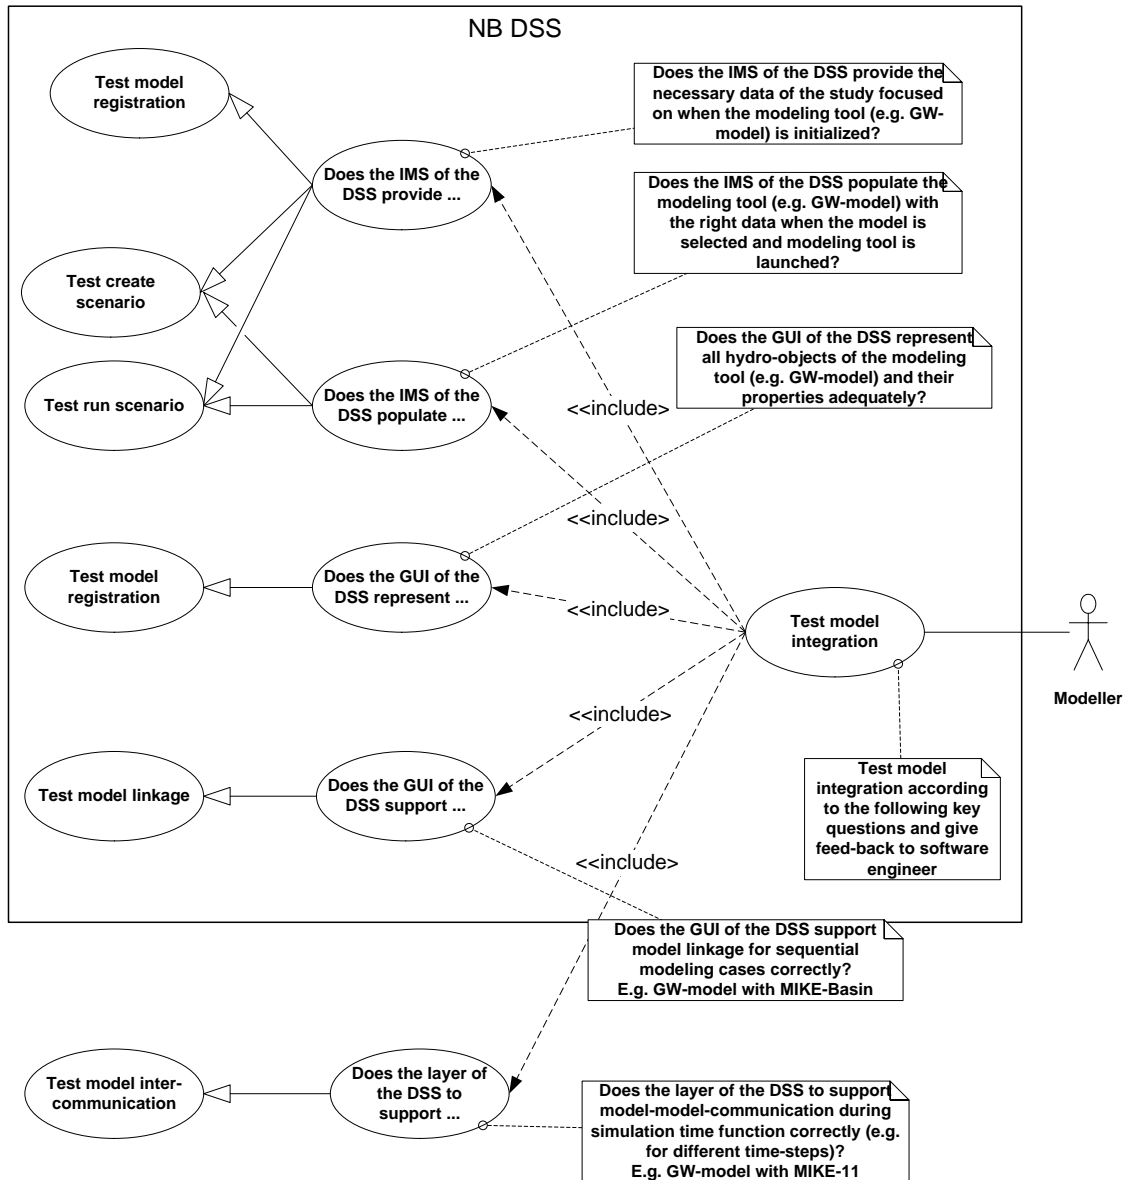 NB DSS
Test model
registration
Does the IMS of the DSS provide the
necessary data of the study focused
on when the modeling tool (e.g. GW-
model) is initialized?
Does the IMS of the
DSS provide ...
Does the IMS of the DSS populate the
modeling tool (e.g. GW-model) with
the right data when the model is
selected and modeling tool is
launched?
Test create
scenario
Does the GUI of the DSS represent
all hydro-objects of the modeling
tool (e.g. GW-model) and their
properties adequately?
Test run scenario
Does the IMS of the
DSS populate ...
<<include>
<<include>
Test model
registration
Does the GUI of the
DSS represent ...
<<include>
Test model
integration
Modeller
<<include>
Test model linkage
Does the GUI of the
DSS support ...
Test model
integration according
to the following key
questions and give
feed-back to software
engineer
<<include>
Does the GUI of the DSS support
model linkage for sequential
modeling cases correctly?
E.g. GW-model with MIKE-Basin
Test model inter-
communication
Does the layer of
the DSS to
support ...
Does the layer of the DSS to support
model-model-communication during
simulation time function correctly (e.g.
for different time-steps)?
E.g. GW-model with MIKE-11